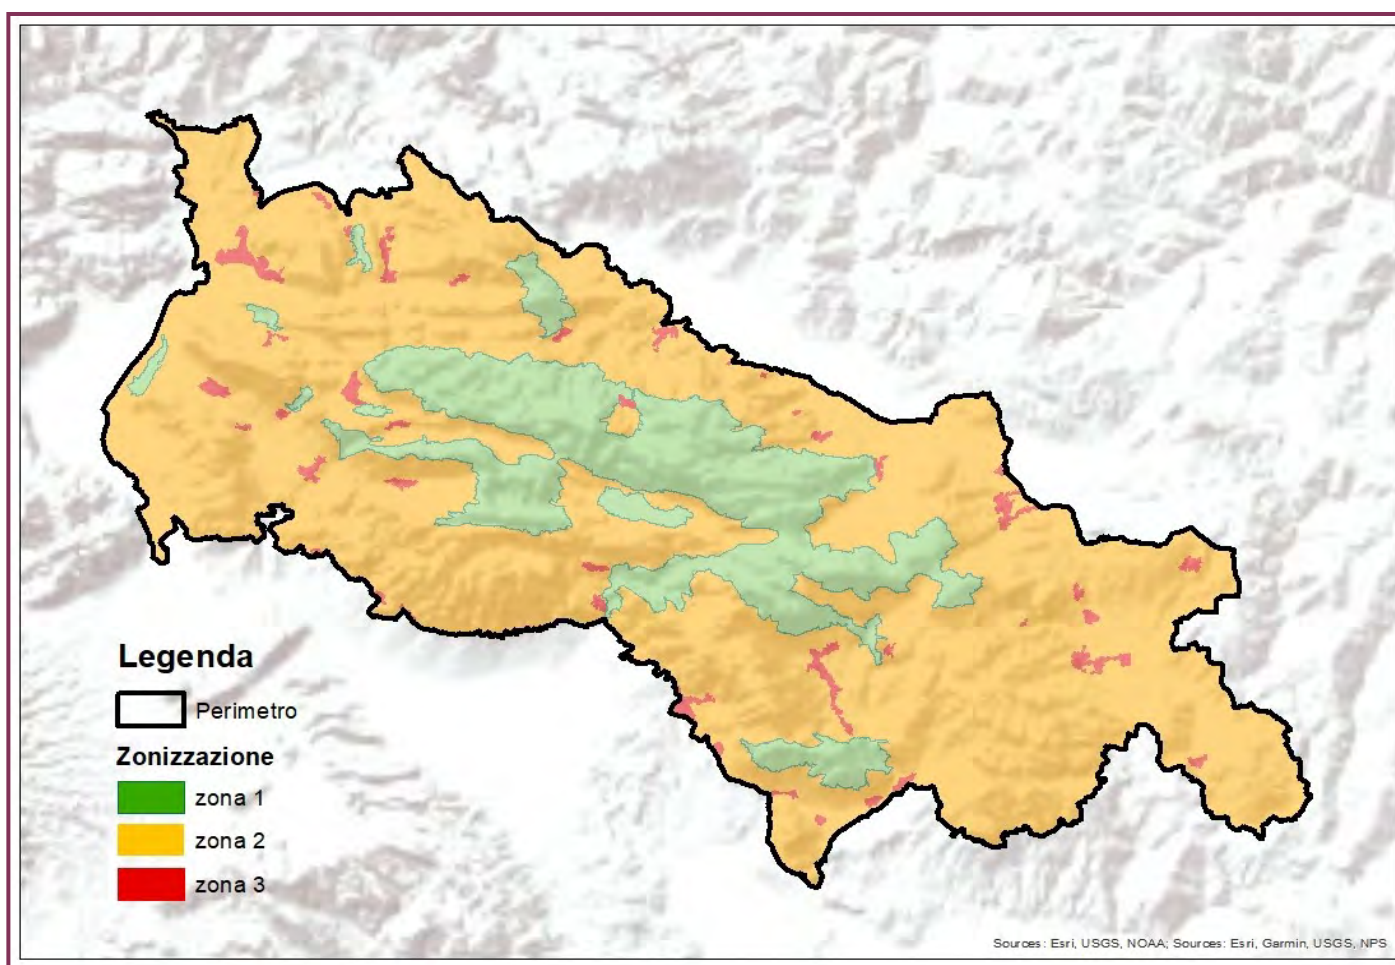 Legenda
Perimetro
Zonizzazione
zona 1
zona 2
zona 3
Sources: Esri, USGS, NOAA; Sources: Esri, Garmin, USGS, NPS